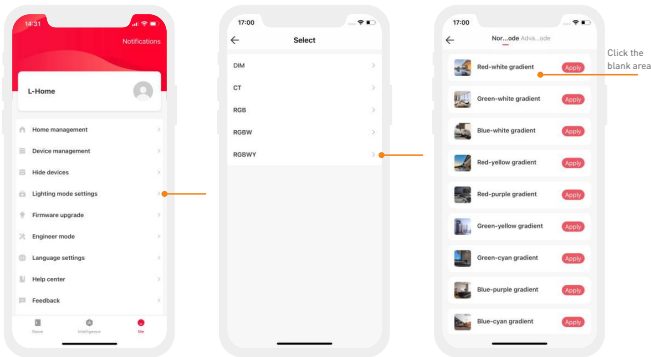 14:31
Notifications
L-Home
Home management
Device management
Hide devices
Lighting mode settings
Firmware upgrade
Engineer mode
Language settings
Help center
Feedback
Home
Intelligence
Me
17:00
Select
DIM
CT
RGB
RGBW
RGBWY
17:00
Nor...ode Adva...ode
Red-white gradient Apply
Green-white gradient Apply
Blue-white gradient Apply
Red-yellow gradient Apply
Red-purple gradient Apply
Green-yellow gradient Apply
Green-cyan gradient Apply
Blue-purple gradient Apply
Blue-cyan gradient Apply
Click the
blank area